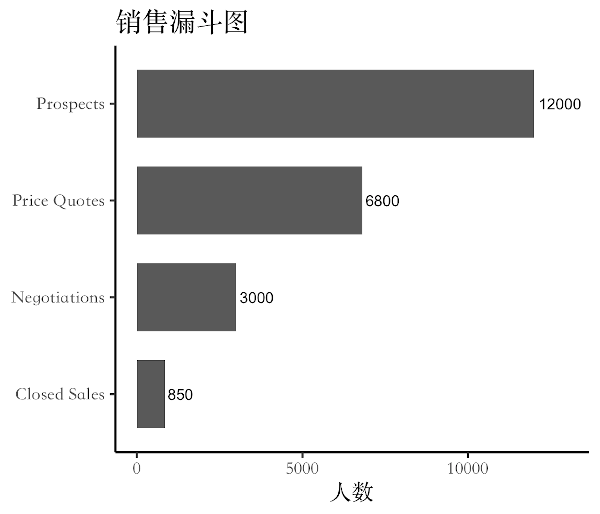 销售漏斗图
Prospects
12000
Price Quotes
6800
Negotiations
3000
Closed Sales
850
0
5000
10000
人数